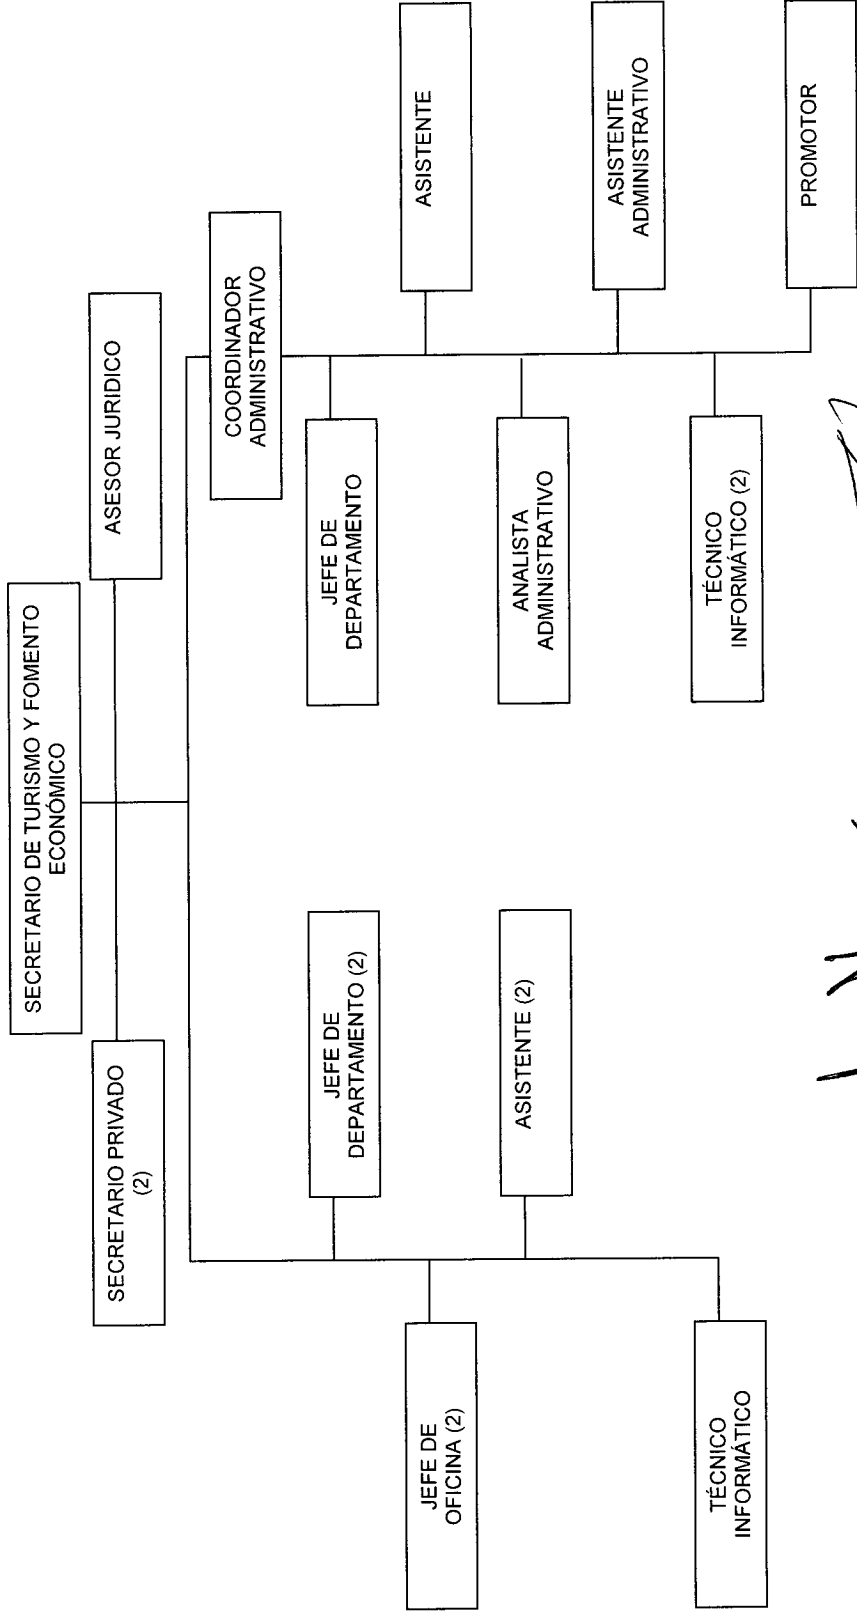 SECRETARIO DE TURISMO Y FOMENTO
ECONÓMICO
SECRETARIO PRIVADO
(2)
ASESOR JURIDICO
COORDINADOR
ADMINISTRATIVO
JEFE DE
DEPARTAMENTO (2)
JEFE DE
OFICINA (2)
ASISTENTE (2)
TÉCNICO
INFORMÁTICO
JEFE DE
DEPARTAMENTO
ASISTENTE
ANALISTA
ADMINISTRATIVO
ASISTENTE
ADMINISTRATIVO
TÉCNICO
INFORMÁTICO (2)
PROMOTOR